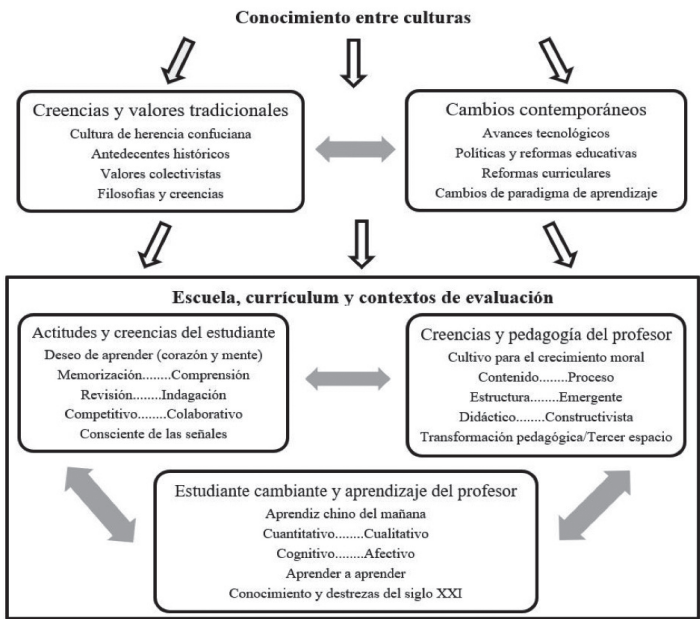 Conocimiento entre culturas
Creencias y valores tradicionales
Cultura de herencia confuciana
Antedecentes históricos
Valores colectivistas
Filosofías y creencias
Cambios contemporáneos
Avances tecnológicos
Políticas y reformas educativas
Reformas curriculares
Cambios de paradigma de aprendizaje
Escuela, currículum y contextos de evaluación
Actitudes y creencias del estudiante
Deseo de aprender (corazón y mente)
Memorización........Comprensión
Revisión........Indagación
Competitivo........Colaborativo
Consciente de las señales
Creencias y pedagogía del profesor
Cultivo para el crecimiento moral
Contenido........Proceso
Estructura........Emergente
Didáctico........Constructivista
Transformación pedagógica/Tercer espacio
Estudiante cambiante y aprendizaje del profesor
Aprendiz chino del mañana
Cuantitativo........Cualitativo
Cognitivo........Afectivo
Aprender a aprender
Conocimiento y destrezas del siglo XXI